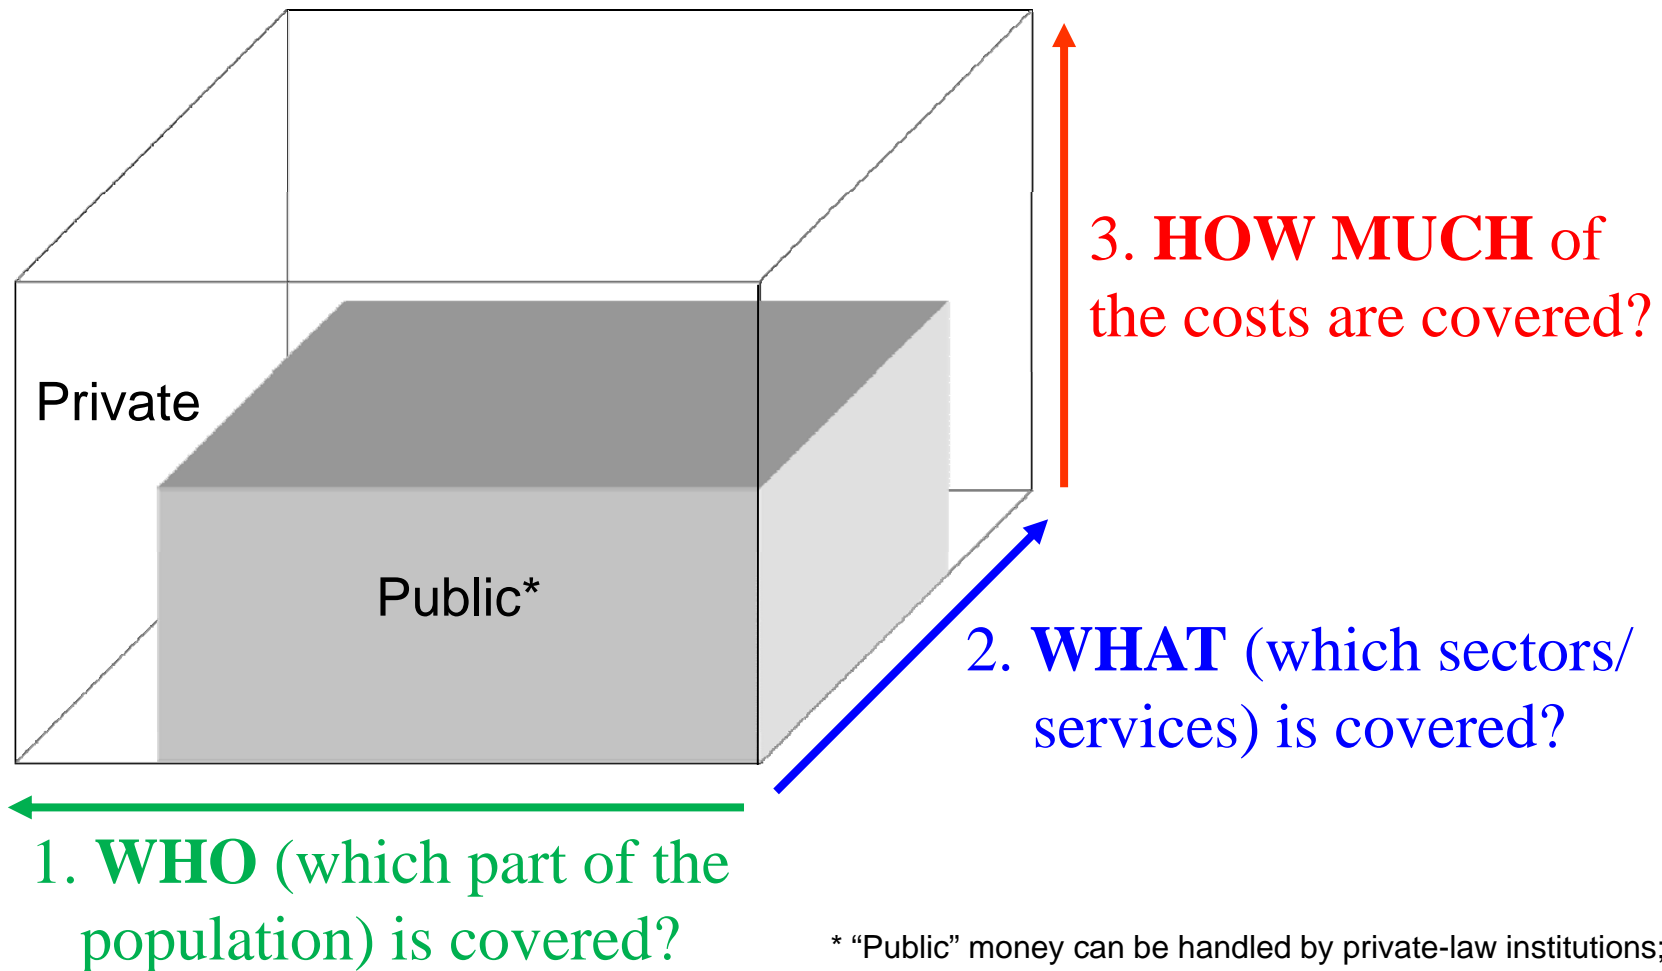 3. HOW MUCH of
the costs are covered?
Private
Public*
2. WHAT (which sectors/
services) is covered?
1. WHO (which part of the
population) is covered?
* “Public” money can be handled by private-law institutions;